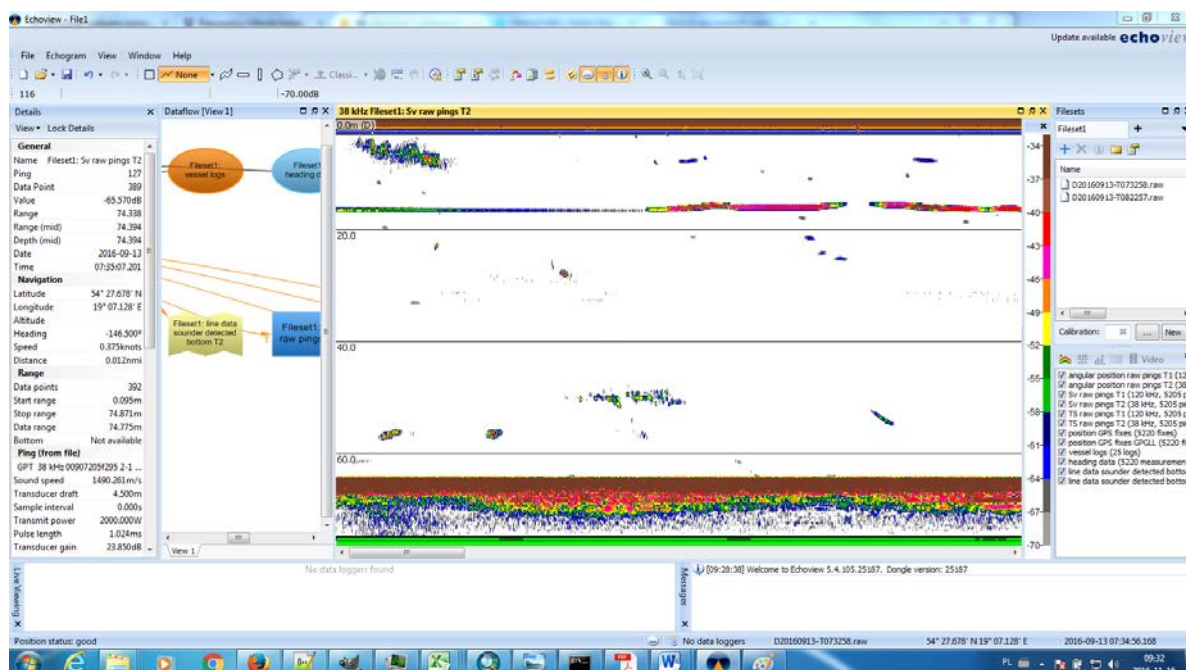 Echoview - File1
Update available echoview
File Echogram View Window Help
None
Classi...
116
-70.00dB
Details
View Lock Details
General
Name Fileset1: Sv raw pings T2
Ping 127
Data Point 389
Value -65.570dB
Range 74.338
Range (mid) 74.394
Depth (mid) 74.394
Date 2016-09-13
Time 07:35:07.201
Navigation
Latitude 54° 27.678' N
Longitude 19° 07.128' E
Altitude
Heading -146.500°
Speed 0.375knots
Distance 0.012nmi
Range
Data points 392
Start range 0.095m
Stop range 74.871m
Data range 74.775m
Bottom Not available
Ping (from file)
GPT 38 kHz 00907205f295 2-1 ...
Sound speed 1490.261m/s
Transducer draft 4.500m
Sample interval 0.000s
Transmit power 2000.000W
Pulse length 1.024ms
Transducer gain 23.850dB
Dataflow [View 1]
Fileset1:
vessel logs
Fileset1
heading d
Fileset1: line data
sounder detected
bottom T2
Fileset1:
raw pings
View 1
38 kHz Fileset1: Sv raw pings T2
0.0m (D)
20.0
40.0
60.0
-34
-37
-40
-43
-46
-49
-52
-55
-58
-61
-64
-67
-70
Filesets
Fileset1
Name
D20160913-T073258.raw
D20160913-T082257.raw
Calibration:
... New
Video
angular position raw pings T1 (12
angular position raw pings T2 (38
Sv raw pings T1 (120 kHz, 5205 pi
Sv raw pings T2 (38 kHz, 5205 pin
TS raw pings T1 (120 kHz, 5205 p
TS raw pings T2 (38 kHz, 5205 pi
position GPS fixes (5220 fixes)
position GPS fixes GPGLL (5220 fi
vessel logs (25 logs)
heading data (5220 measuremen
line data sounder detected botto
line data sounder detected botto
Live Viewing
No data loggers found
Messages
[09:28:38] Welcome to Echoview 5.4.105.25187. Dongle version: 25187
Position status: good
No data loggers
D20160913-T073258.raw
54° 27.678' N 19° 07.128' E
2016-09-13 07:34:56.168
PL
09:32
2016-11-16